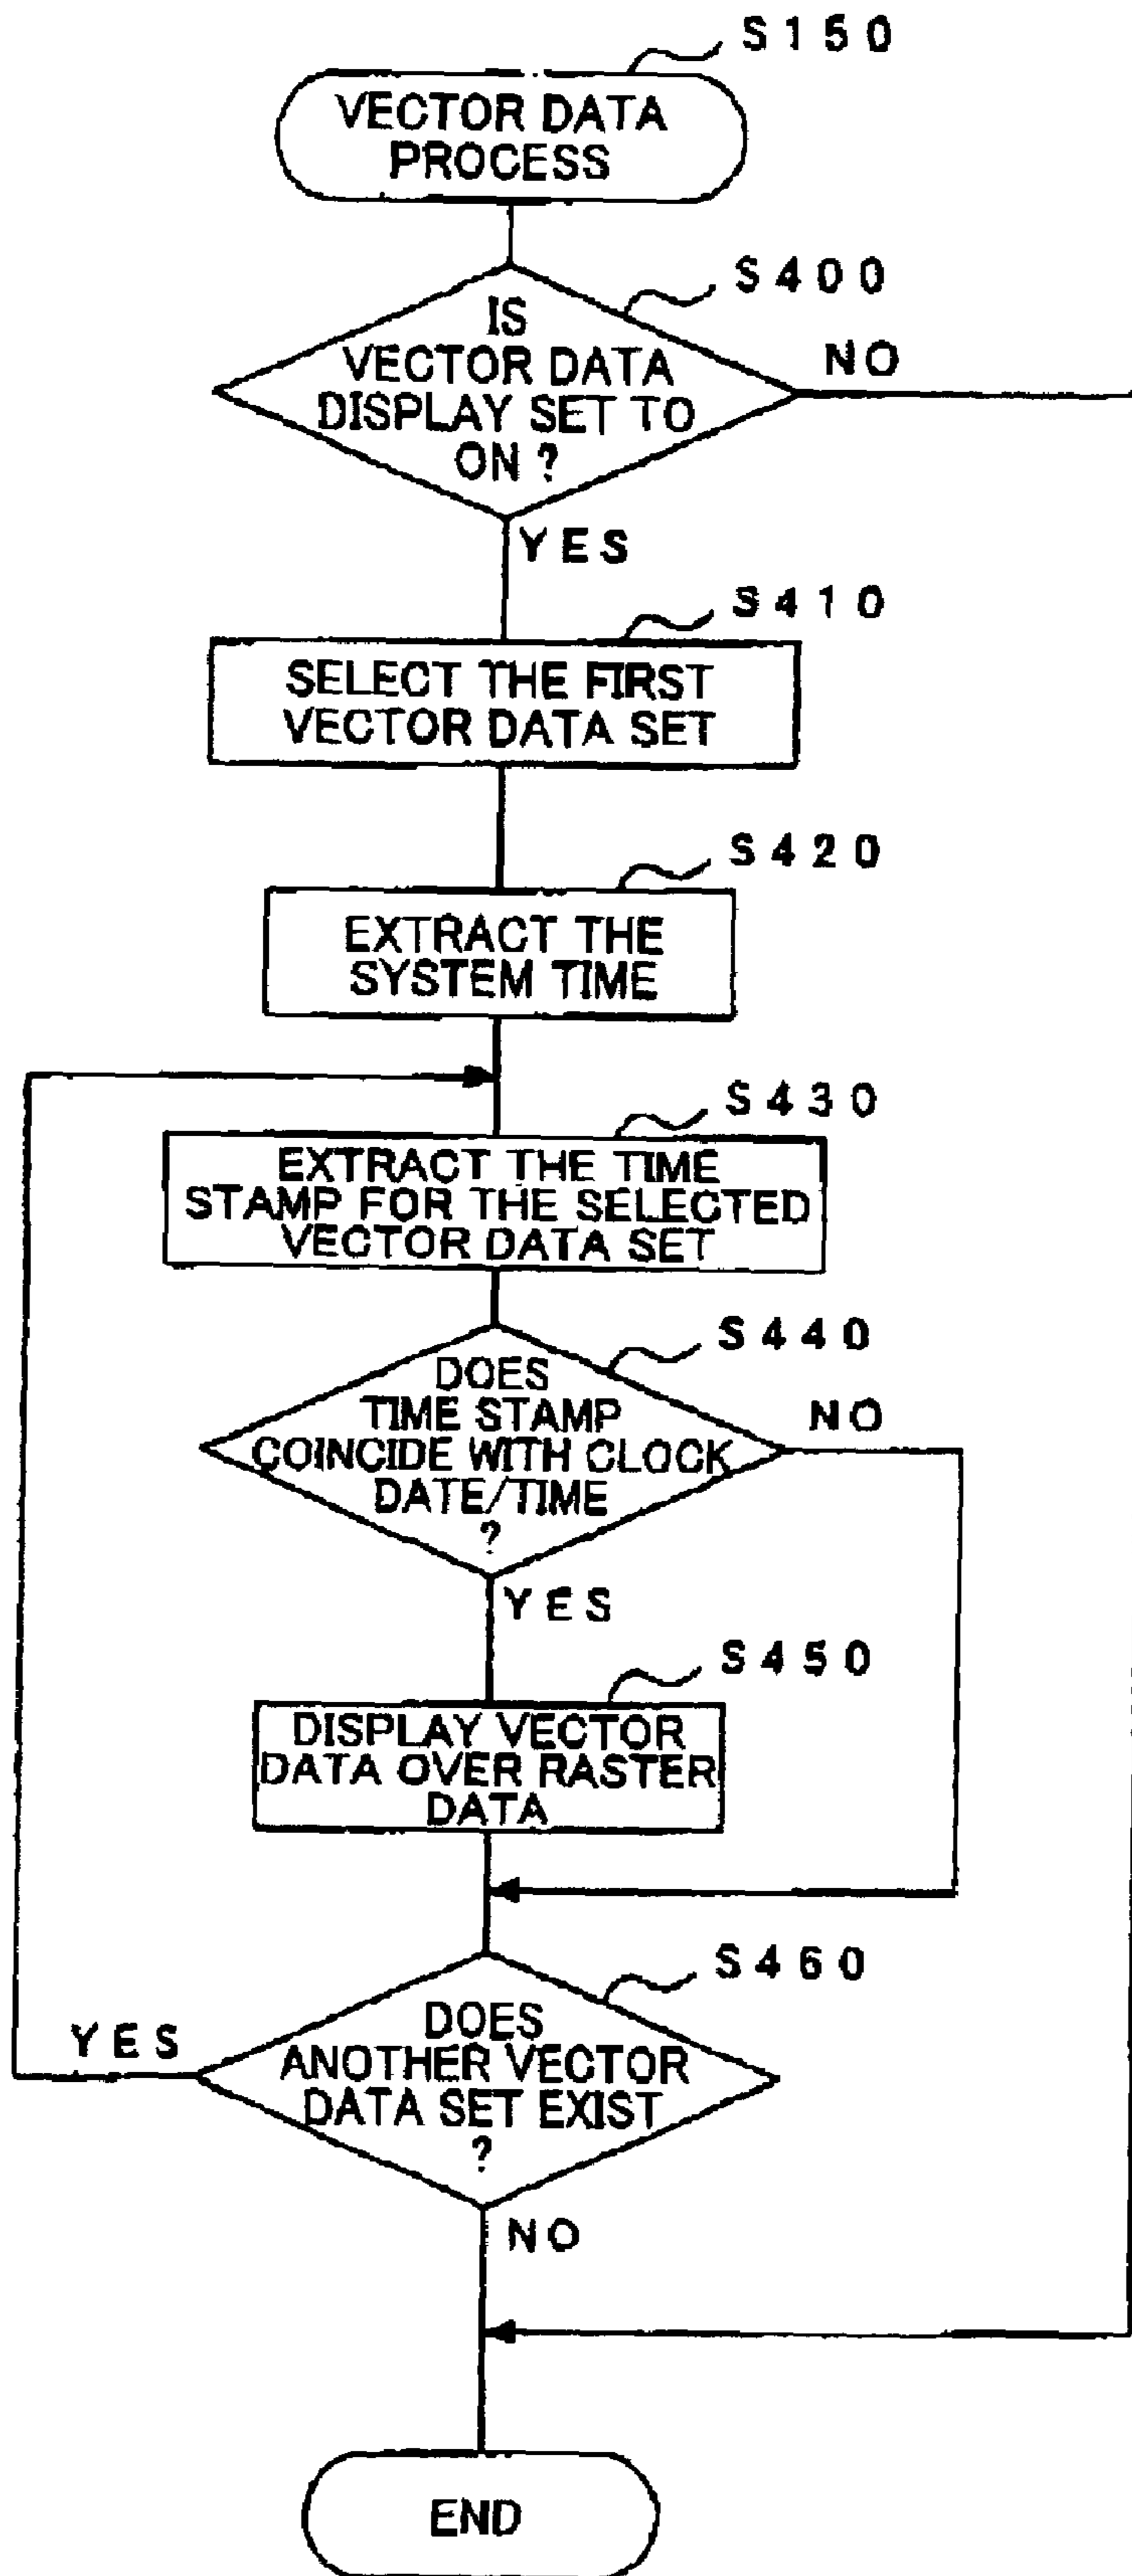 S150
VECTOR DATA
PROCESS
S400
IS
VECTOR DATA
DISPLAY SET TO
ON ?
NO
YES
S410
SELECT THE FIRST
VECTOR DATA SET
S420
EXTRACT THE
SYSTEM TIME
S430
EXTRACT THE TIME
STAMP FOR THE SELECTED
VECTOR DATA SET
S440
DOES
TIME STAMP
COINCIDE WITH CLOCK
DATE/TIME
?
NO
YES
S450
DISPLAY VECTOR
DATA OVER RASTER
DATA
S460
DOES
ANOTHER VECTOR
DATA SET EXIST
?
YES
NO
END